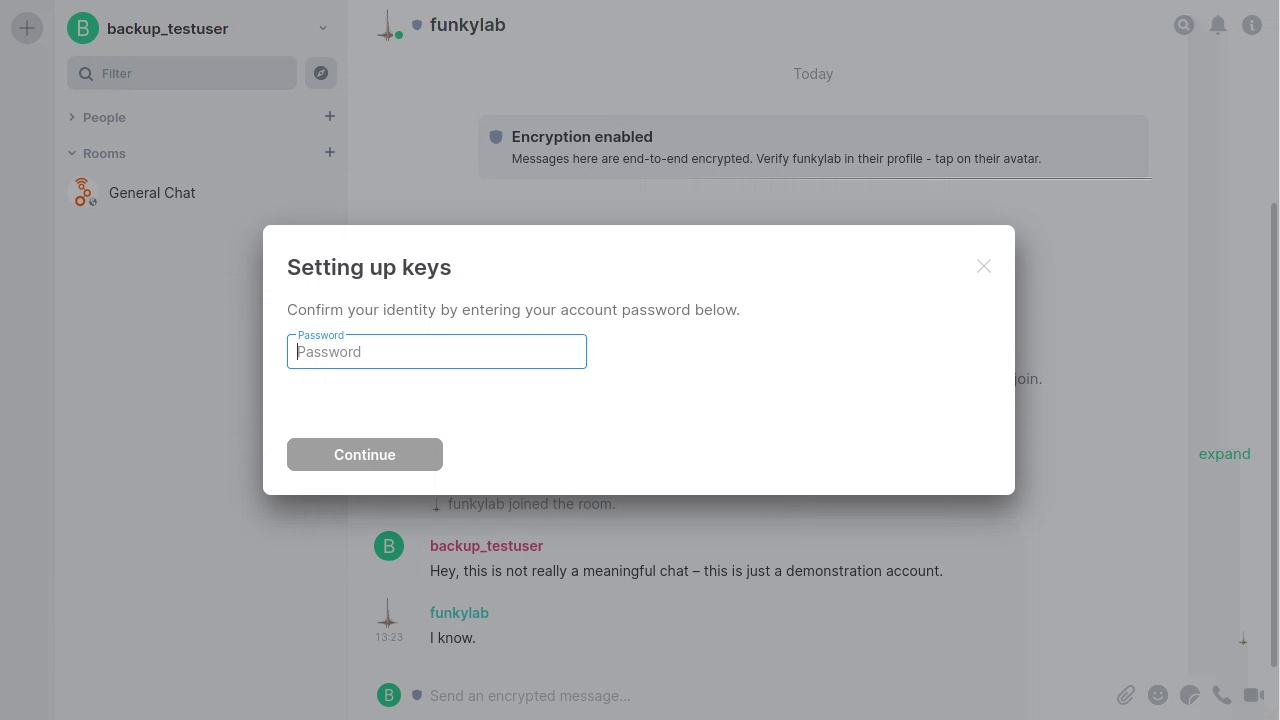 B backup_testuser
Filter
People
Rooms
General Chat
funkylab
Today
Encryption enabled
Messages here are end-to-end encrypted. Verify funkylab in their profile - tap on their avatar.
Setting up keys
Confirm your identity by entering your account password below.
Password
Password
join.
Continue
expand
funkylab joined the room.
B backup_testuser
Hey, this is not really a meaningful chat – this is just a demonstration account.
funkylab
13:23 I know.
B Send an encrypted message...